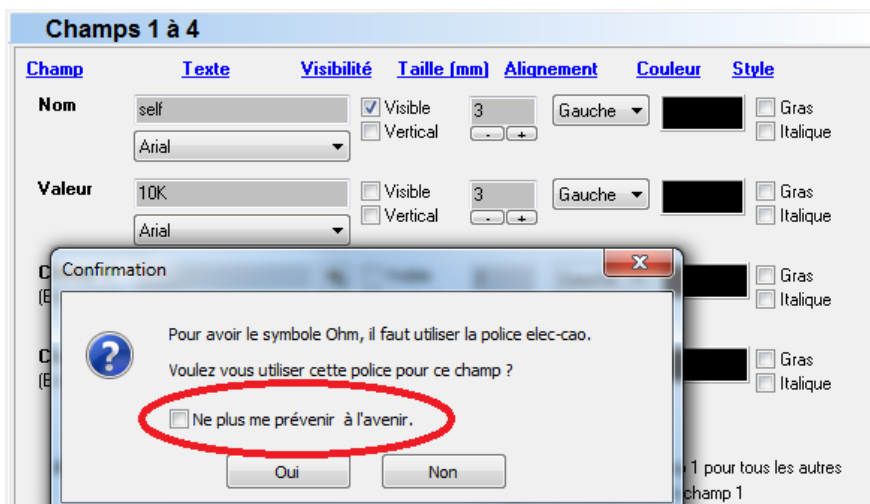 Champs 1 à 4
Champ Texte Visibilité Taille (mm) Alignement Couleur Style
Nom self Visible 3 Gauche Gras
Vertical - + Italique
Arial
Valeur 10K Visible 3 Gauche Gras
Vertical - + Italique
Arial
Confirmation x
C Gras
(E Italique
Pour avoir le symbole Ohm, il faut utiliser la police elec-cao.
Voulez vous utiliser cette police pour ce champ ?
? C Gras
(E Italique
Ne plus me prévenir à l'avenir.
Oui Non
1 pour tous les autres
champ 1